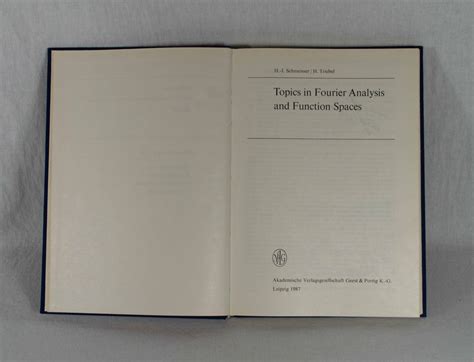 H.-J. Schmeisser / H. Triebel
Topics in Fourier Analysis
and Function Spaces
Akademische Verlagsgesellschaft Geest & Portig K.-G.
Leipzig 1987